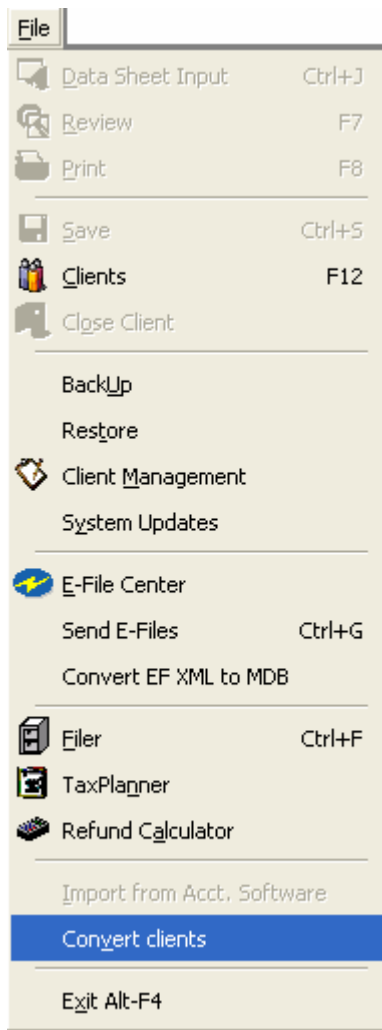 File
Data Sheet Input Ctrl+J
Review F7
Print F8
Save Ctrl+S
Clients F12
Close Client
BackUp
Restore
Client Management
System Updates
E-File Center
Send E-Files Ctrl+G
Convert EF XML to MDB
Filer Ctrl+F
TaxPlanner
Refund Calculator
Import from Acct. Software
Convert clients
Exit Alt-F4